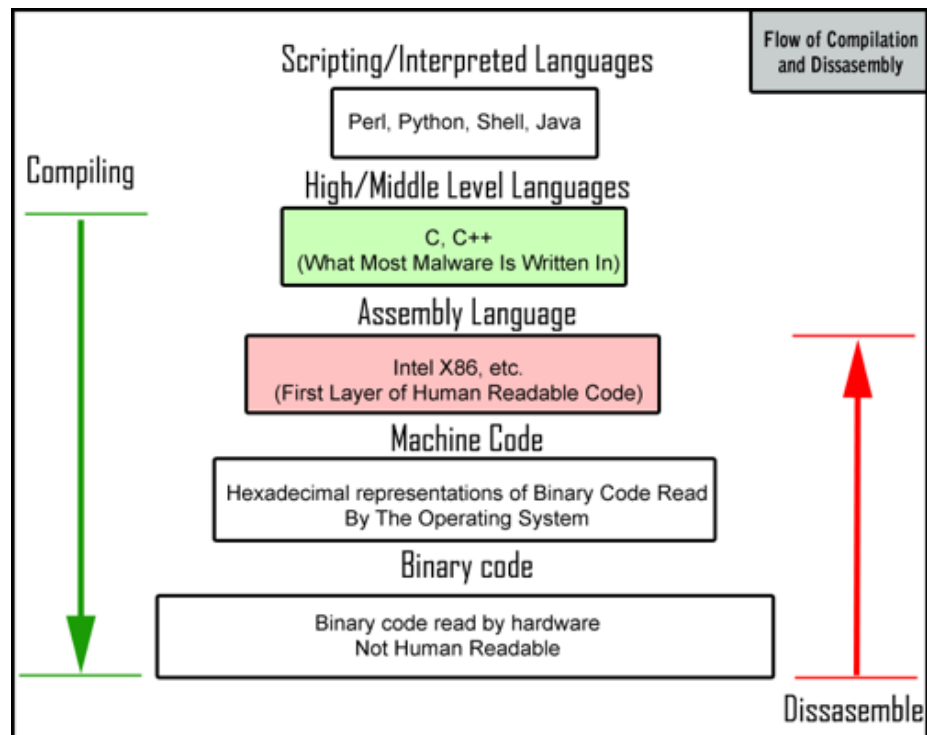 Flow of Compilation
and Dissasembly
Scripting/Interpreted Languages
Perl, Python, Shell, Java
Compiling
High/Middle Level Languages
C, C++
(What Most Malware Is Written In)
Assembly Language
Intel X86, etc.
(First Layer of Human Readable Code)
Machine Code
Hexadecimal representations of Binary Code Read
By The Operating System
Binary code
Binary code read by hardware
Not Human Readable
Dissasemble